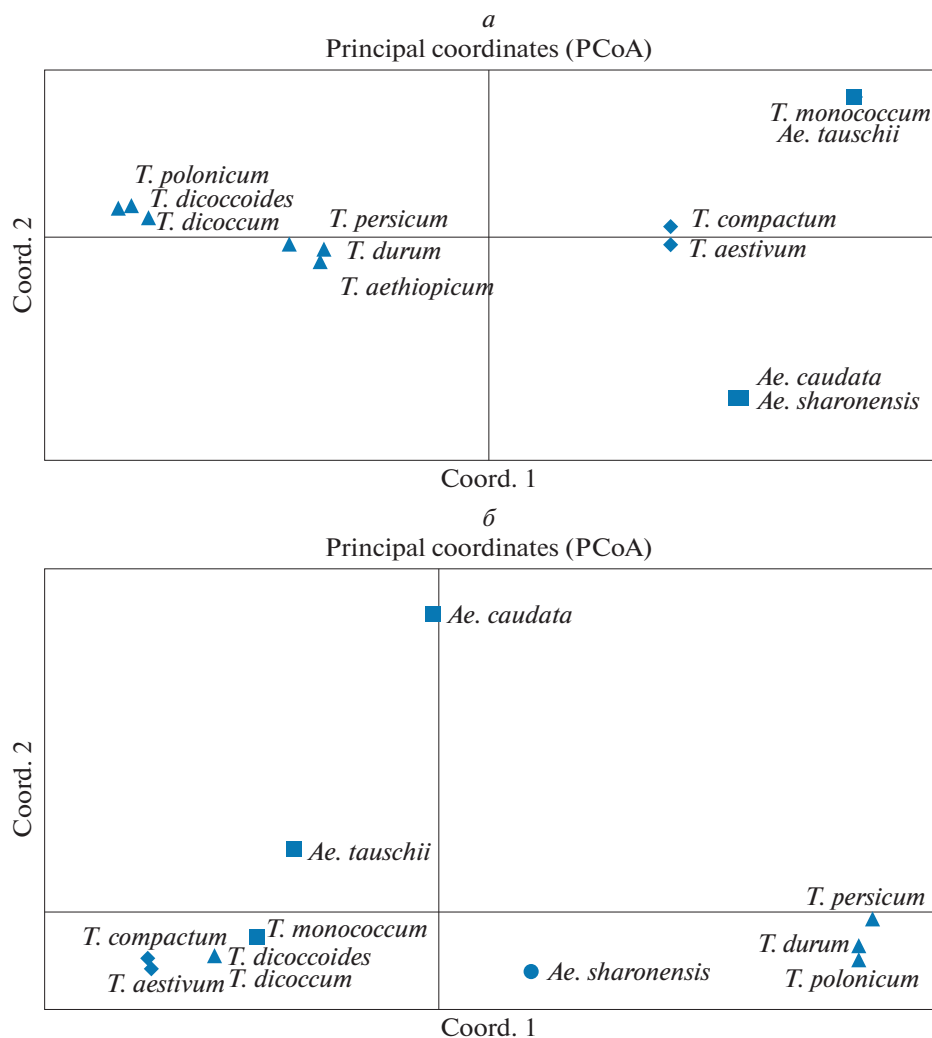 а
Principal coordinates (PCoA)
T. monococcum
Ae. tauschii
T. polonicum
T. dicoccoides
T. dicoccum
T. persicum
T. compactum
T. durum
T. aestivum
T. aethiopicum
Ae. caudata
Ae. sharonensis
Coord. 2
Coord. 1
б
Principal coordinates (PCoA)
Ae. caudata
Ae. tauschii
T. persicum
T. compactum
T. monococcum
T. durum
T. dicoccoides
T. aestivum
T. dicoccum
Ae. sharonensis
T. polonicum
Coord. 2
Coord. 1